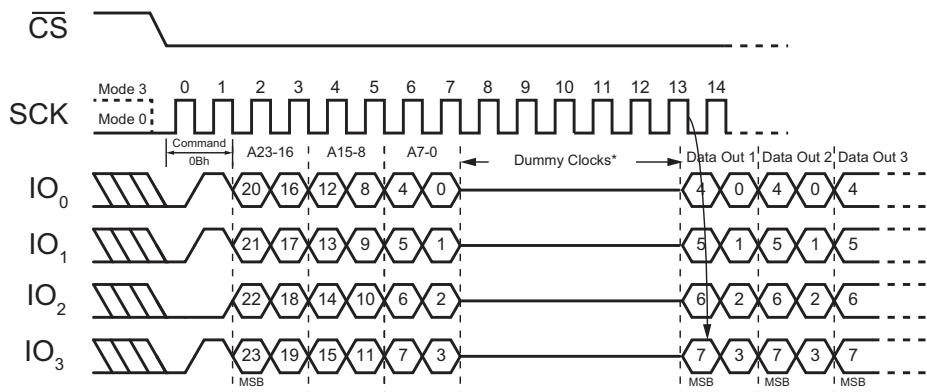 CS
Mode 3
Mode 0
SCK
0 1 2 3 4 5 6 7 8 9 10 11 12 13 14
Command
0Bh
A23-16 A15-8 A7-0
Dummy Clocks*
Data Out 1 Data Out 2 Data Out 3
IO0 20 16 12 8 4 0 4 0 4 0 4
IO1 21 17 13 9 5 1 5 1 5 1 5
IO2 22 18 14 10 6 2 6 2 6 2 6
IO3 23 19 15 11 7 3 7 3 7 3 7
MSB MSB MSB MSB